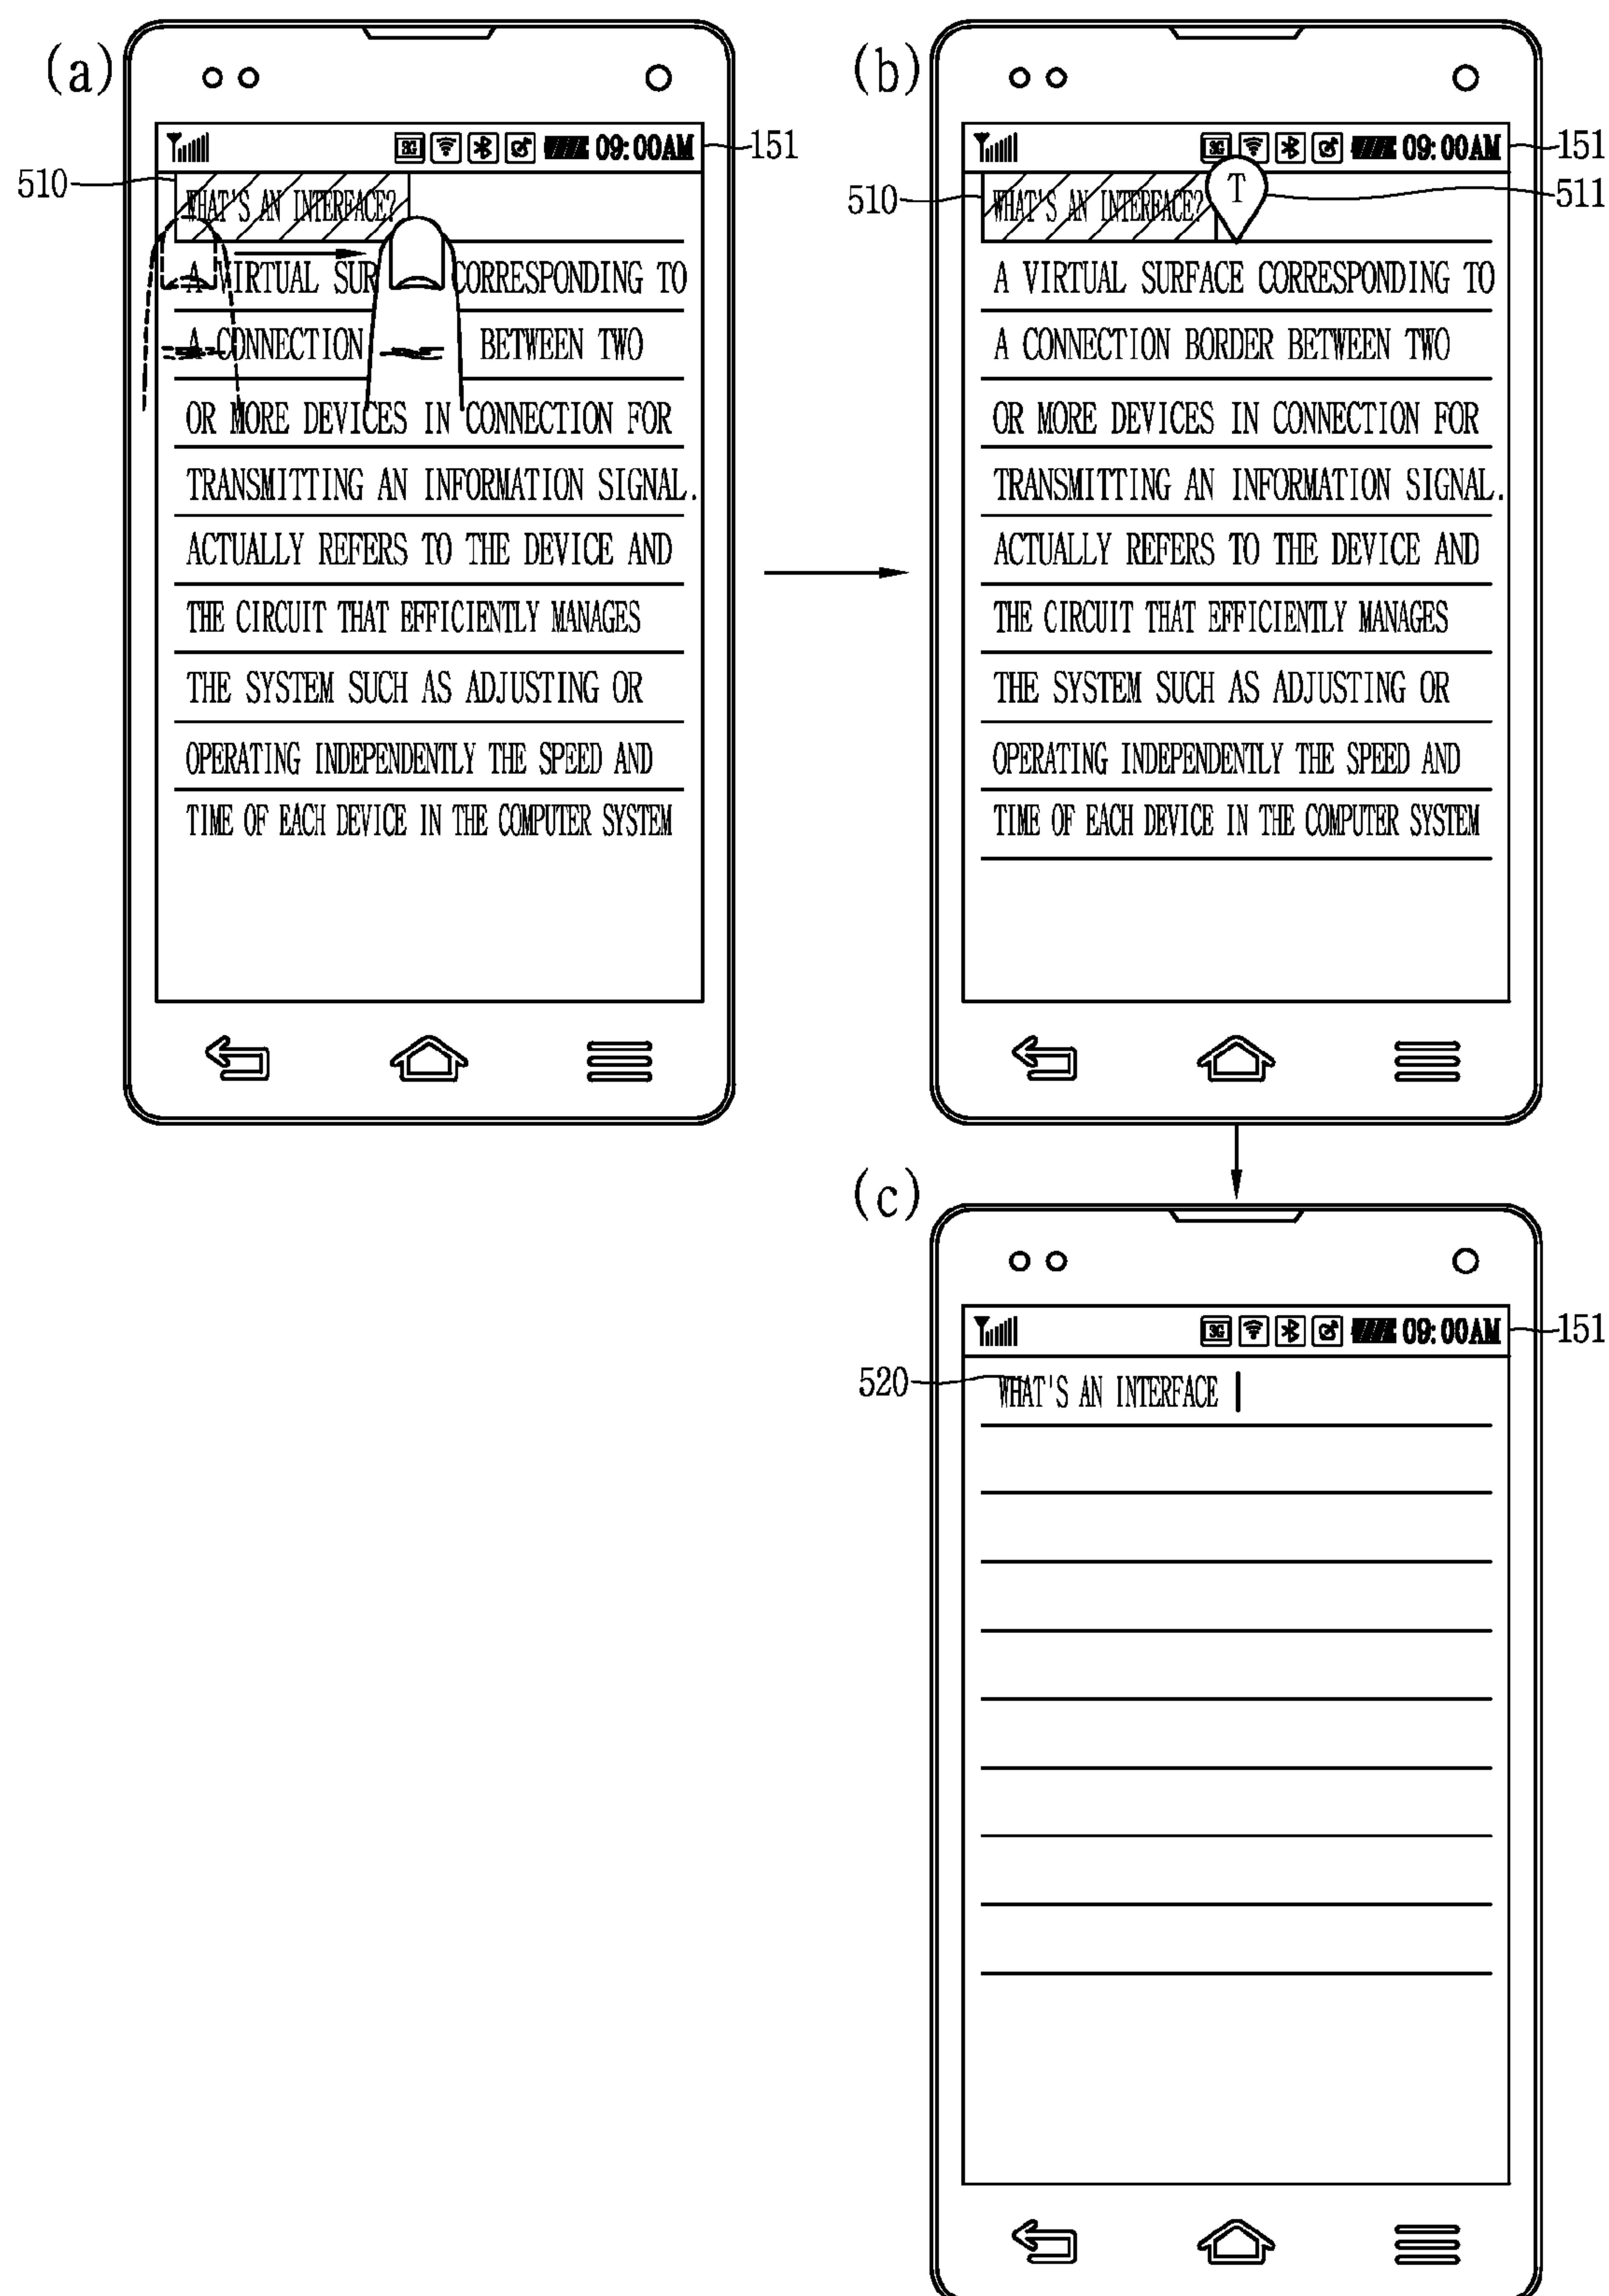 (a)
3G 09:00AM
151
510
WHAT'S AN INTERFACE?
A VIRTUAL SUR CORRESPONDING TO
A CONNECTION BETWEEN TWO
OR MORE DEVICES IN CONNECTION FOR
TRANSMITTING AN INFORMATION SIGNAL.
ACTUALLY REFERS TO THE DEVICE AND
THE CIRCUIT THAT EFFICIENTLY MANAGES
THE SYSTEM SUCH AS ADJUSTING OR
OPERATING INDEPENDENTLY THE SPEED AND
TIME OF EACH DEVICE IN THE COMPUTER SYSTEM
(b)
3G 09:00AM
151
510
WHAT'S AN INTERFACE?
T
511
A VIRTUAL SURFACE CORRESPONDING TO
A CONNECTION BORDER BETWEEN TWO
OR MORE DEVICES IN CONNECTION FOR
TRANSMITTING AN INFORMATION SIGNAL.
ACTUALLY REFERS TO THE DEVICE AND
THE CIRCUIT THAT EFFICIENTLY MANAGES
THE SYSTEM SUCH AS ADJUSTING OR
OPERATING INDEPENDENTLY THE SPEED AND
TIME OF EACH DEVICE IN THE COMPUTER SYSTEM
(c)
3G 09:00AM
151
520
WHAT'S AN INTERFACE